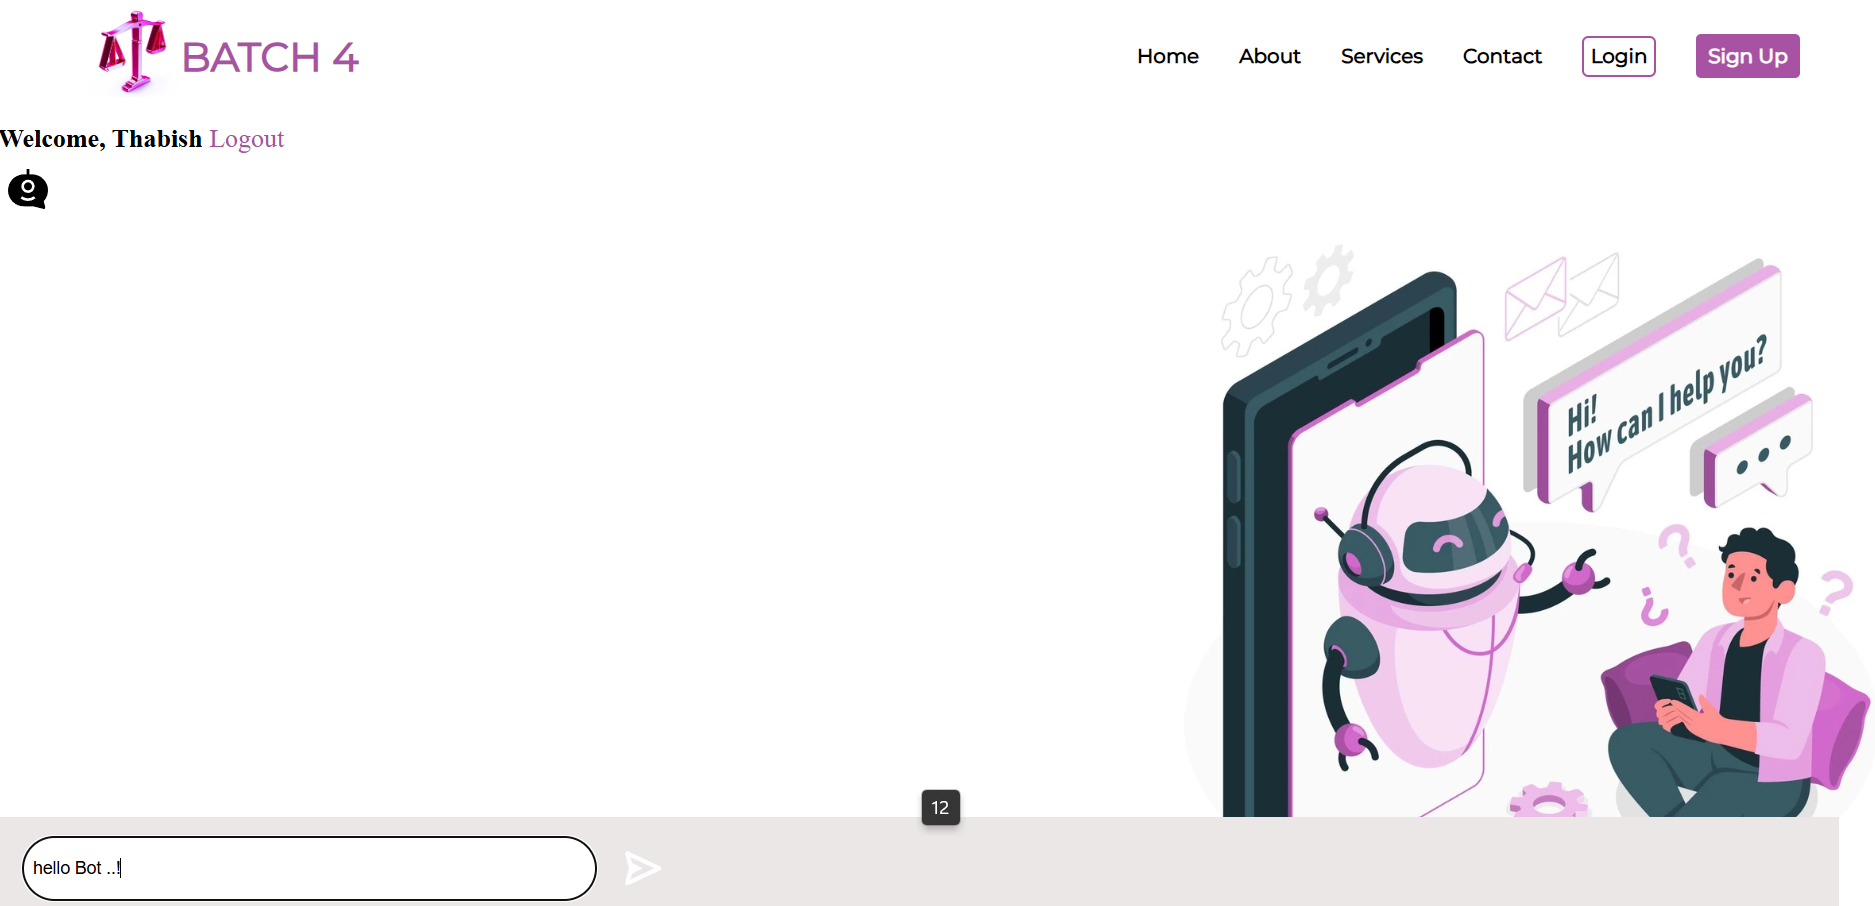 BATCH 4
Home About Services Contact Login Sign Up
Welcome, Thabish Logout
Hi!
How can I help you?
12
hello Bot ..!